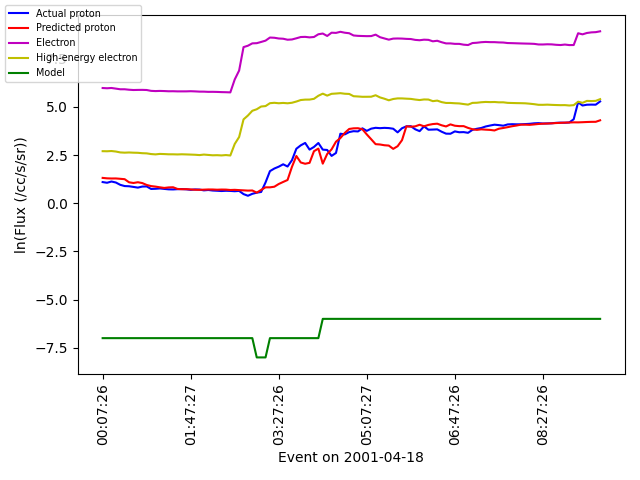 Actual proton
Predicted proton
Electron
High-energy electron
Model
5.0
2.5
0.0
−2.5
−5.0
−7.5
ln(Flux (/cc/s/sr))
00:07:26
01:47:27
03:27:26
05:07:27
06:47:26
08:27:26
Event on 2001-04-18